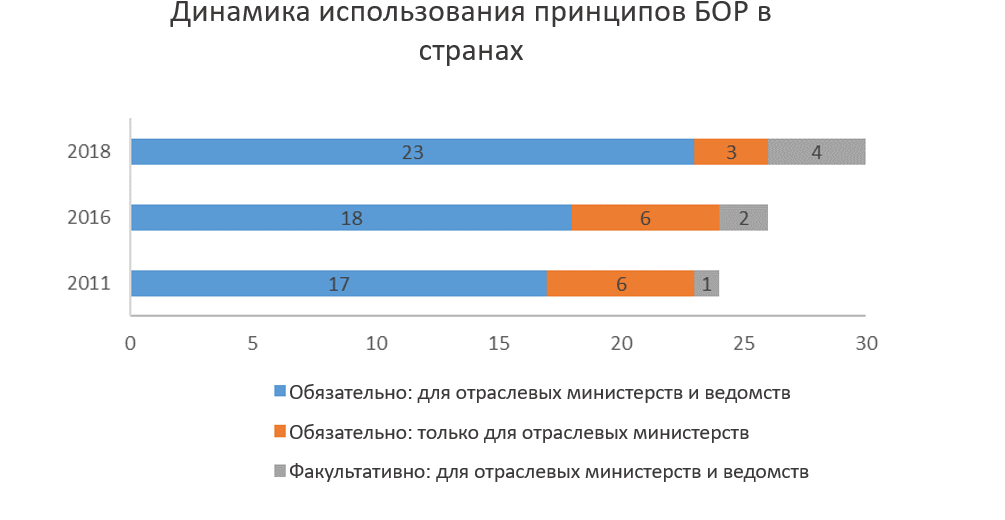 Динамика использования принципов БОР в
странах
2018 23 3 4
2016 18 6 2
2011 17 6 1
0 5 10 15 20 25 30
Обязательно: для отраслевых министерств и ведомств
Обязательно: только для отраслевых министерств
Факультативно: для отраслевых министерств и ведомств